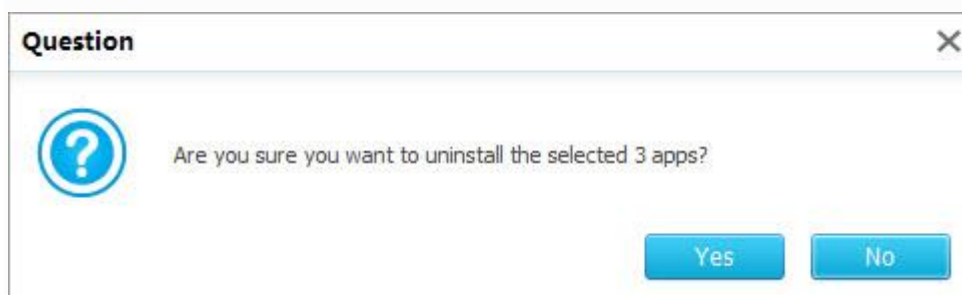 Question
Are you sure you want to uninstall the selected 3 apps?
Yes No